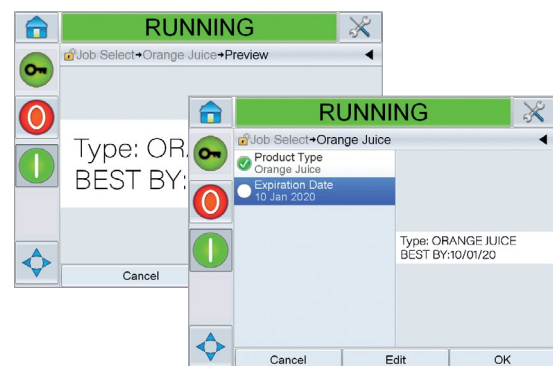 RUNNING
Job Select→Orange Juice→Preview
Type: OR
BEST BY:
Cancel
RUNNING
Job Select→Orange Juice
Product Type
Orange Juice
Expiration Date
10 Jan 2020
Type: ORANGE JUICE
BEST BY:10/01/20
Cancel
Edit
OK